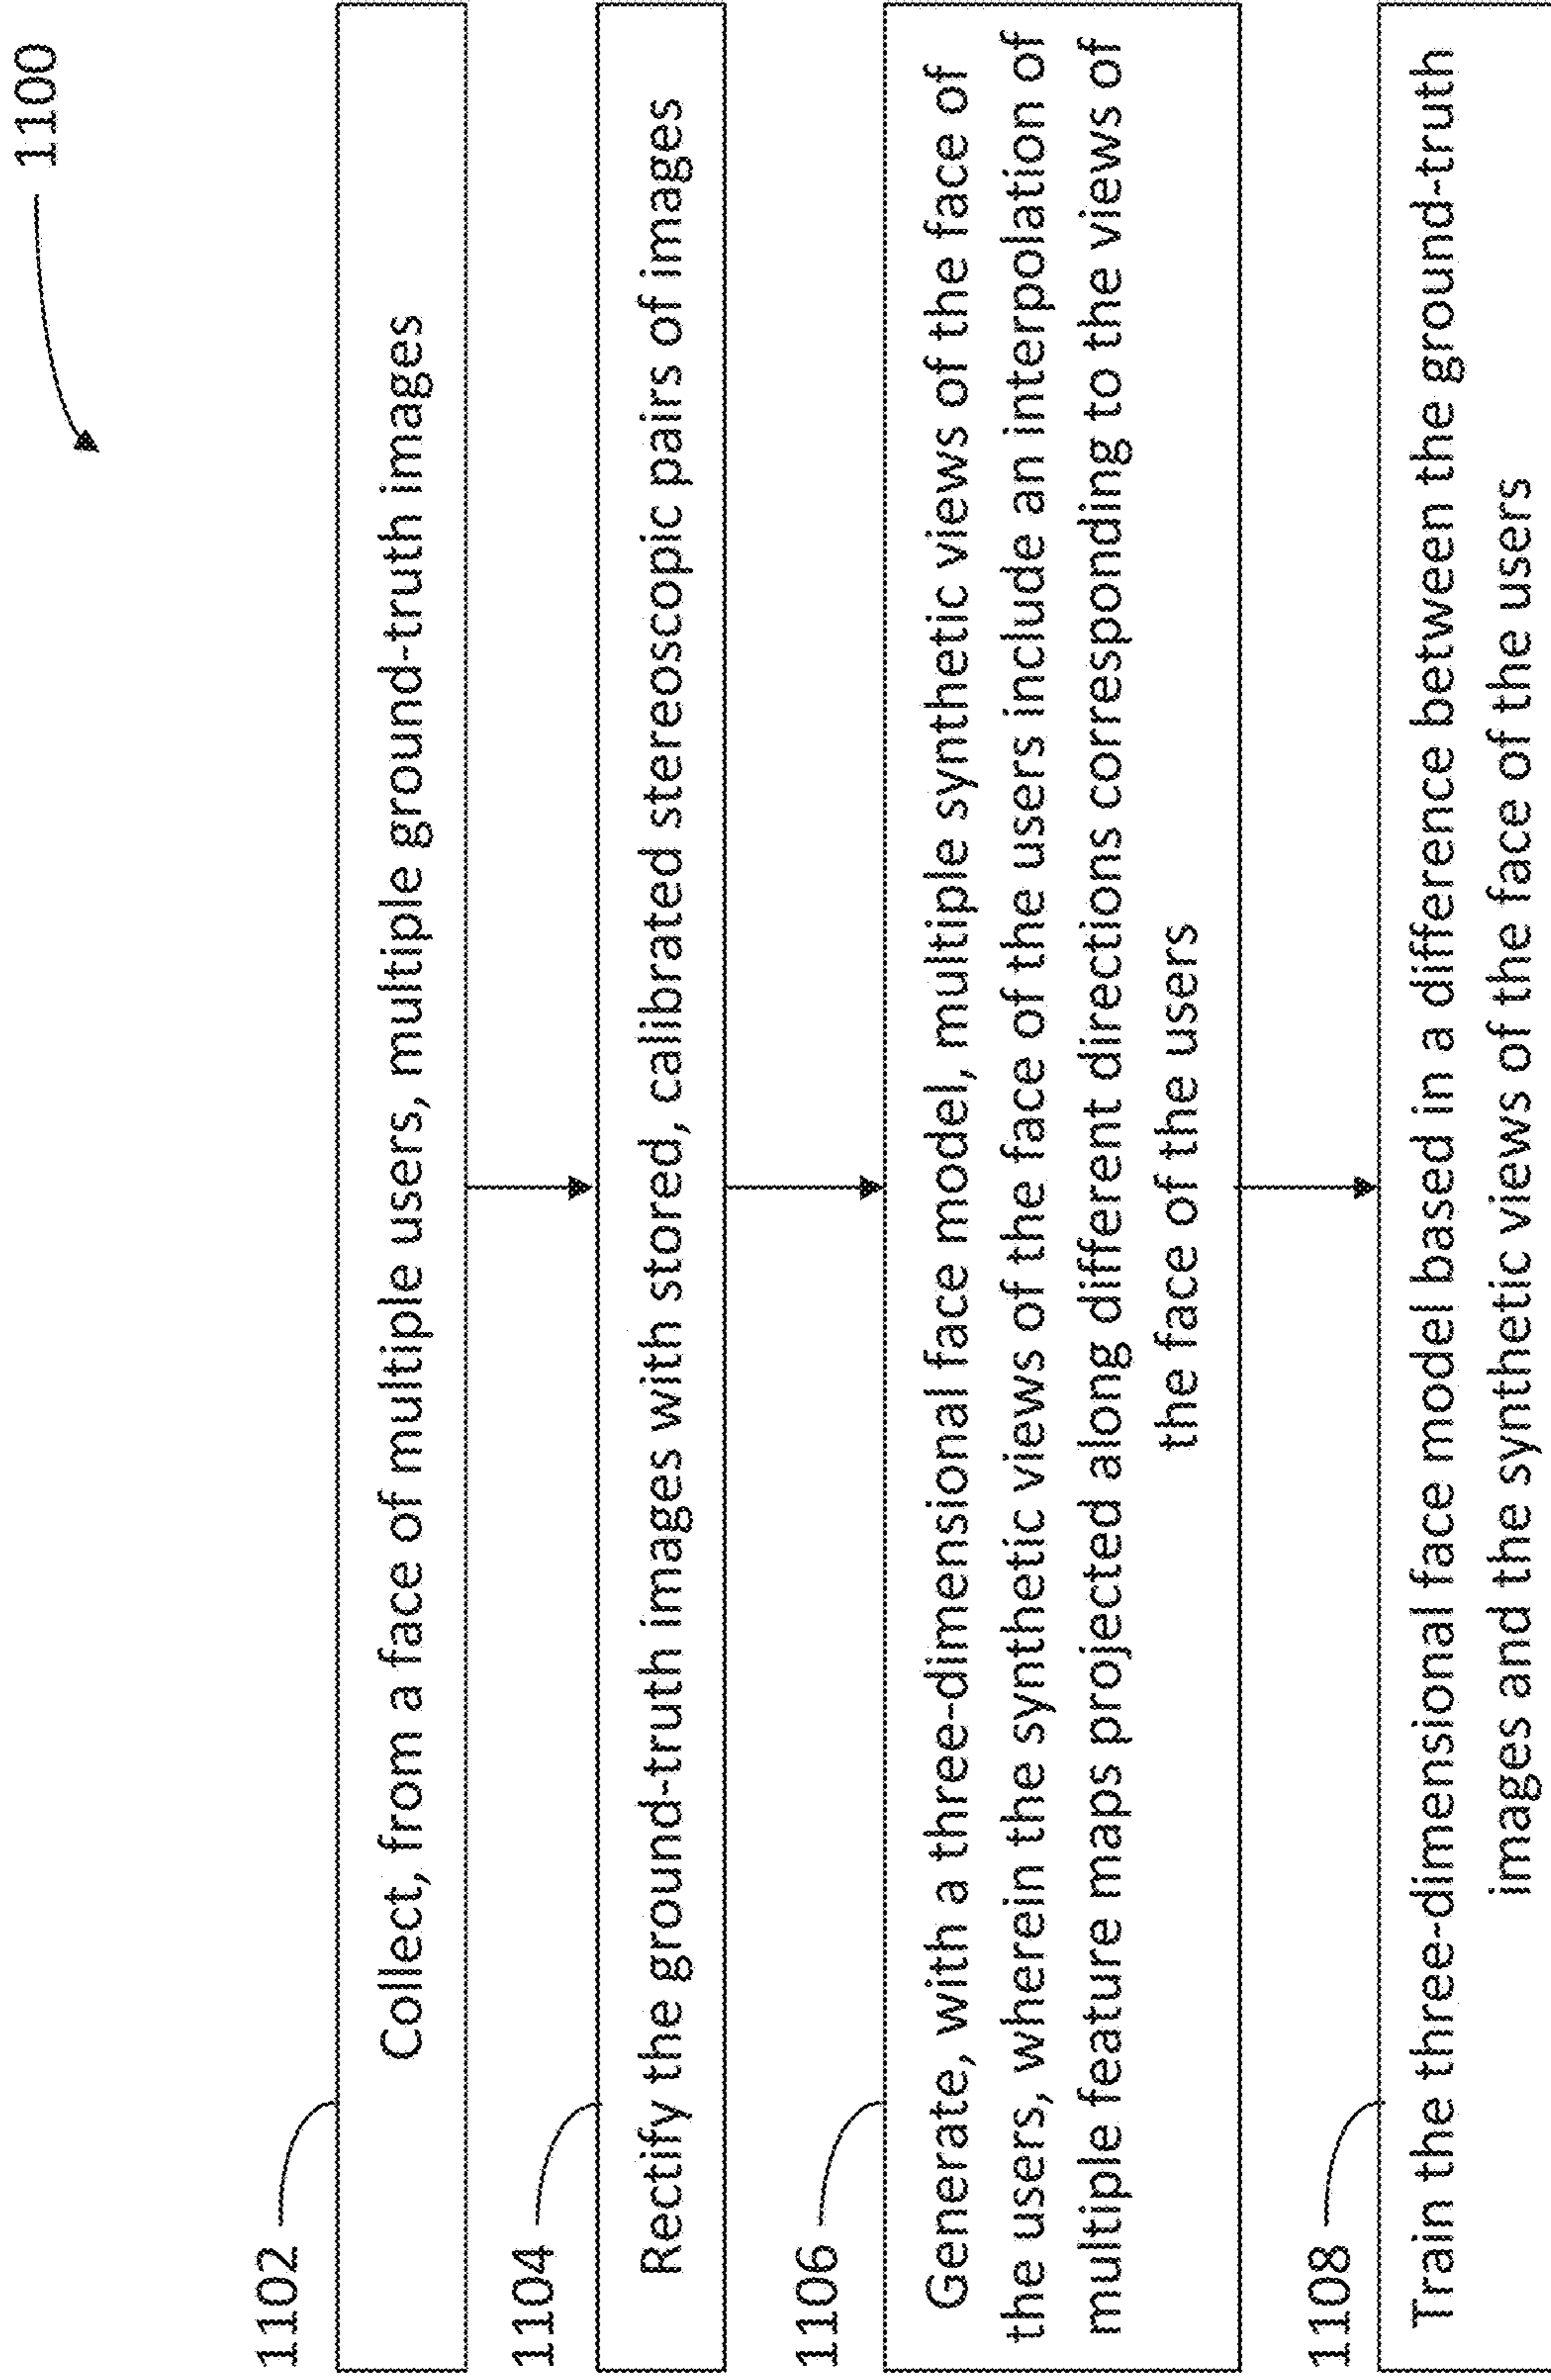 1100
1102
Collect, from a face of multiple users, multiple ground-truth images
1104
Rectify the ground-truth images with stored, calibrated stereoscopic pairs of images
1106
Generate, with a three-dimensional face model, multiple synthetic views of the face of
the users, wherein the synthetic views of the face of the users include an interpolation of
multiple feature maps projected along different directions corresponding to the views of
the face of the users
1108
Train the three-dimensional face model based in a difference between the ground-truth
images and the synthetic views of the face of the users